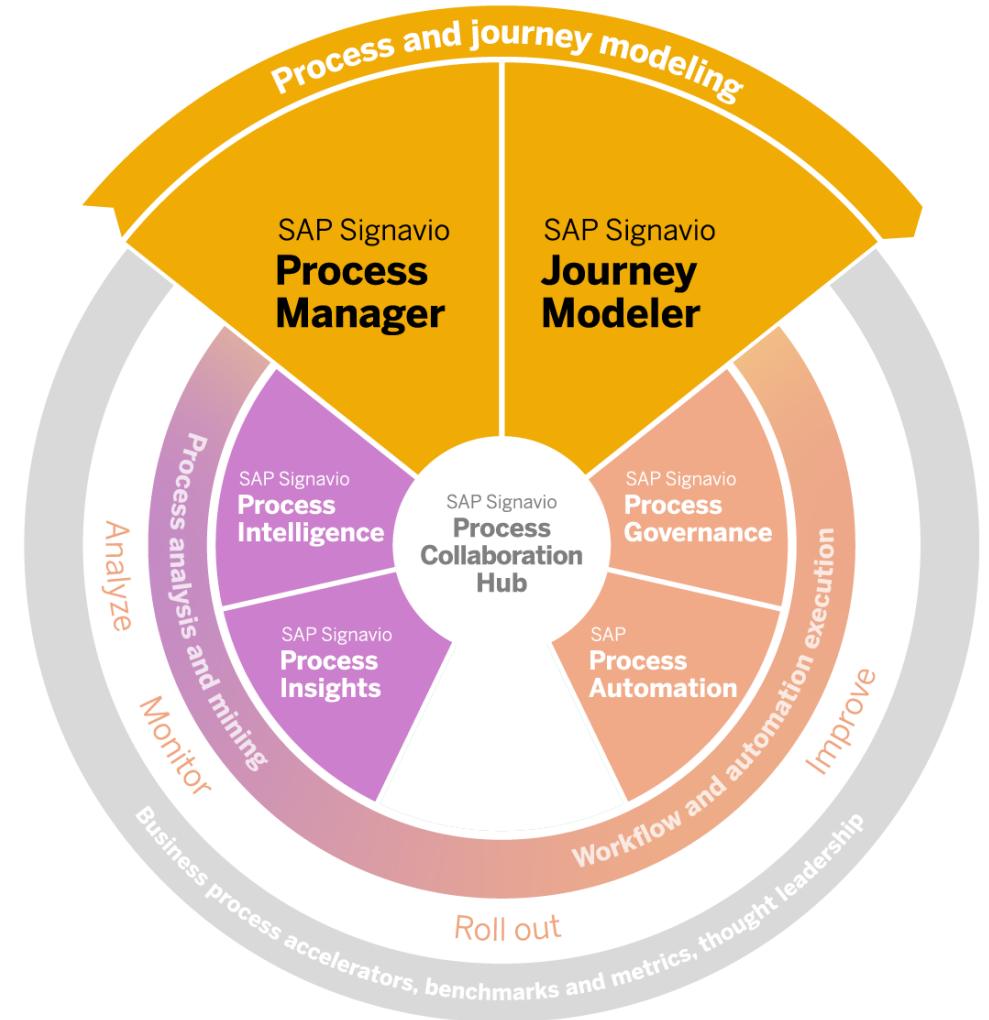 Process and journey modeling
SAP Signavio
Process
Manager
SAP Signavio
Journey
Modeler
SAP Signavio
Process
Intelligence
SAP Signavio
Process
Collaboration
Hub
SAP Signavio
Process
Governance
SAP Signavio
Process
Insights
SAP
Process
Automation
Process analysis and mining
Workflow and automation execution
Analyze
Monitor
Roll out
Improve
Business process accelerators, benchmarks and metrics, thought leadership